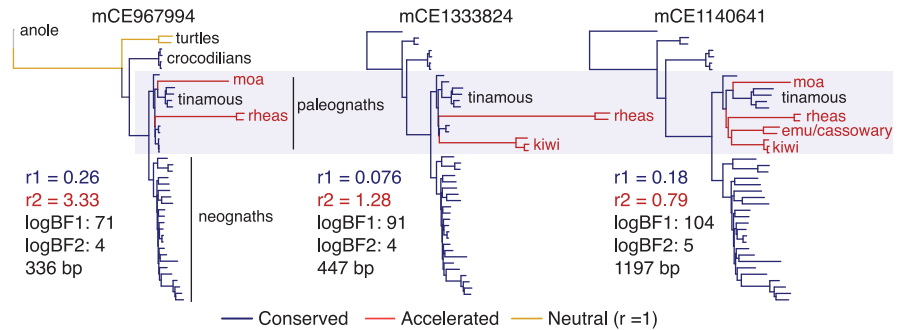 mCE967994
mCE1333824
mCE1140641
anole
turtles
crocodilians
moa
tinamous
rheas
paleognaths
neognaths
r1 = 0.26
r2 = 3.33
logBF1: 71
logBF2: 4
336 bp
tinamous
rheas
kiwi
r1 = 0.076
r2 = 1.28
logBF1: 91
logBF2: 4
447 bp
moa
tinamous
rheas
emu/cassowary
kiwi
r1 = 0.18
r2 = 0.79
logBF1: 104
logBF2: 5
1197 bp
Conserved
Accelerated
Neutral (r =1)